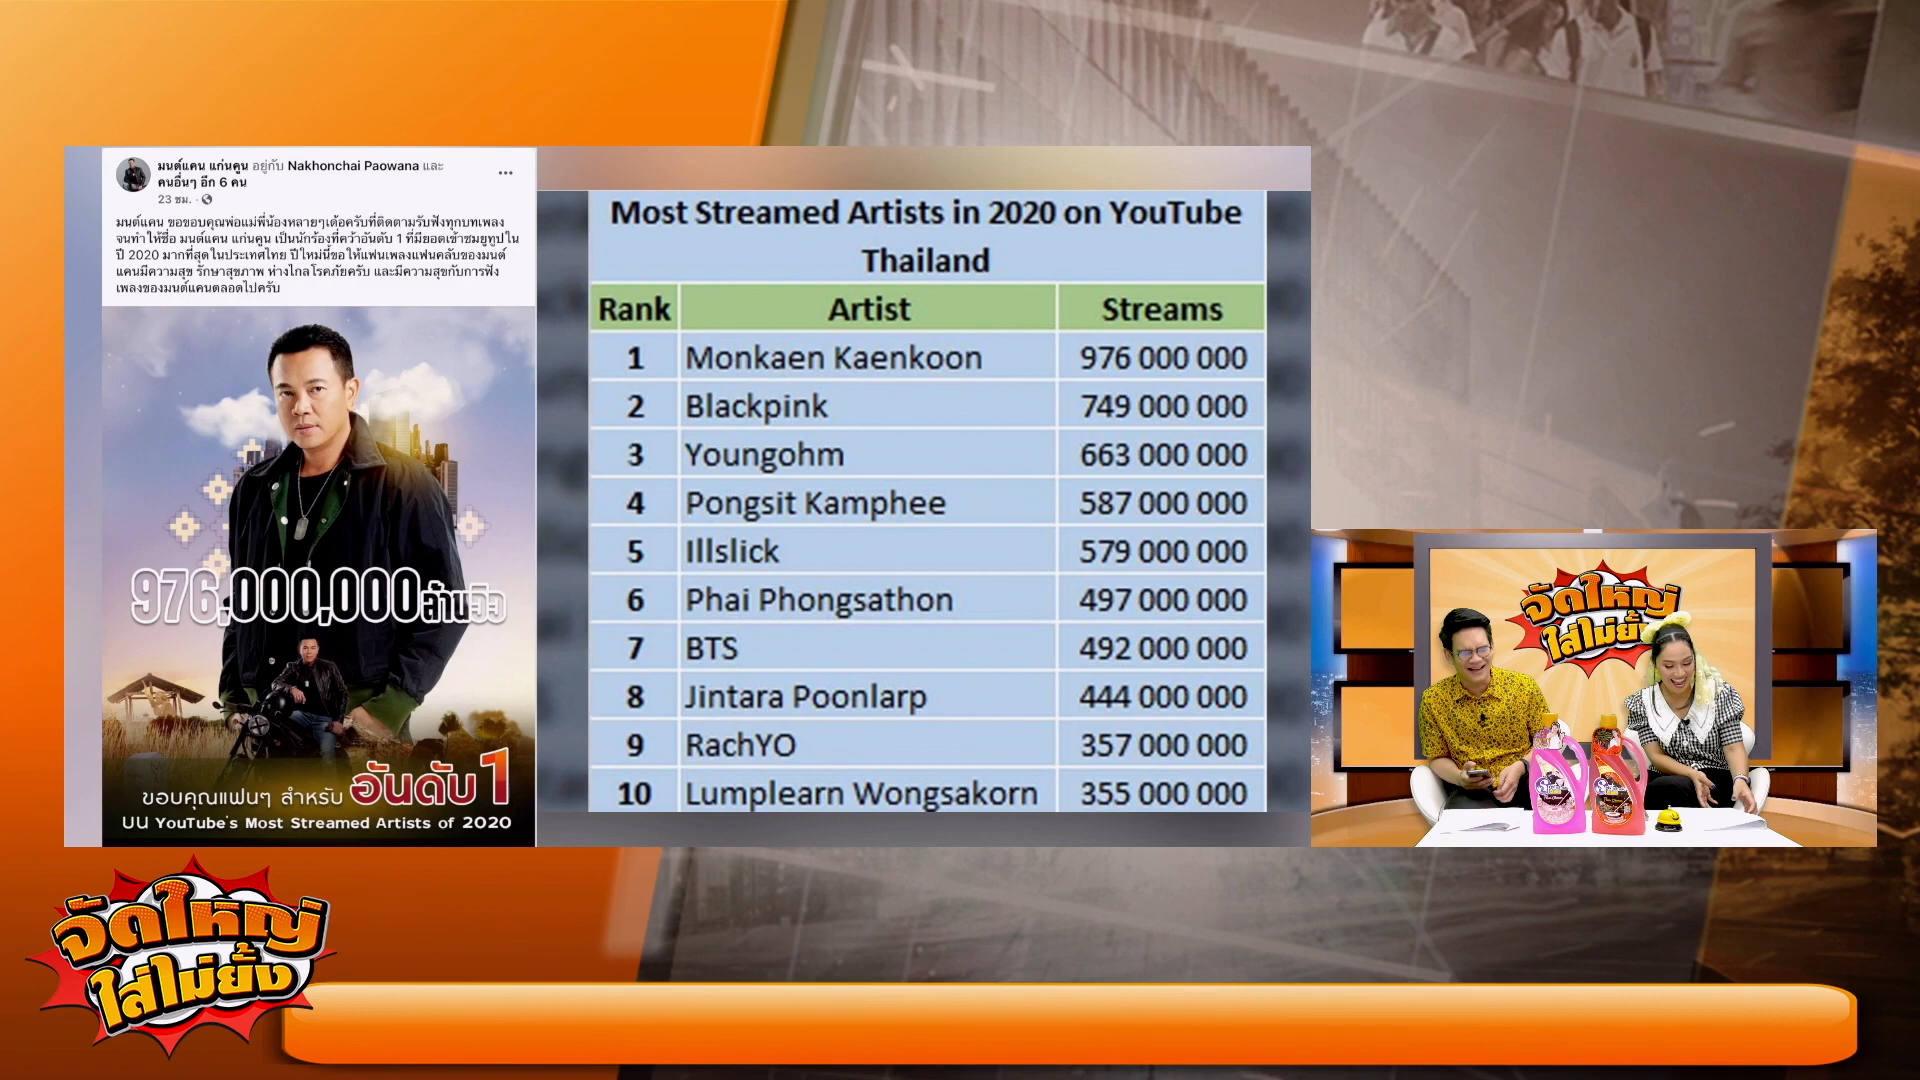 มนต์แคน แก่นคูน อยู่กับ Nakhonchai Paowana และ
คนอื่นๆ อีก 6 คน
23 ชม.
มนต์แคน ขอขอบคุณพ่อแม่พี่น้องหลายๆเด้อครับที่ติดตามรับฟังทุกบทเพลง
จนทำให้ชื่อ มนต์แคน แก่นคูน เป็นนักร้องที่คว้าอันดับ 1 ที่มียอดเข้าชมยูทูปใน
ปี 2020 มากที่สุดในประเทศไทย ปีใหม่นี้ขอให้แฟนเพลงแฟนคลับของมนต์
แคนมีความสุข รักษาสุขภาพ ห่างไกลโรคภัยครับ และมีความสุขกับการฟัง
เพลงของมนต์แคนตลอดไปครับ
976,000,000 ล้านวิว
ขอบคุณแฟนๆ สำหรับ อันดับ 1
บน YouTube's Most Streamed Artists of 2020
Most Streamed Artists in 2020 on YouTube
Thailand
Rank Artist Streams
1 Monkaen Kaenkoon 976 000 000
2 Blackpink 749 000 000
3 Youngohm 663 000 000
4 Pongsit Kamphee 587 000 000
5 Illslick 579 000 000
6 Phai Phongsathon 497 000 000
7 BTS 492 000 000
8 Jintara Poonlarp 444 000 000
9 RachYO 357 000 000
10 Lumplearn Wongsakorn 355 000 000
จัดใหญ่
ใส่ไม่ยั้ง
จัดใหญ่
ใส่ไม่ยั้ง